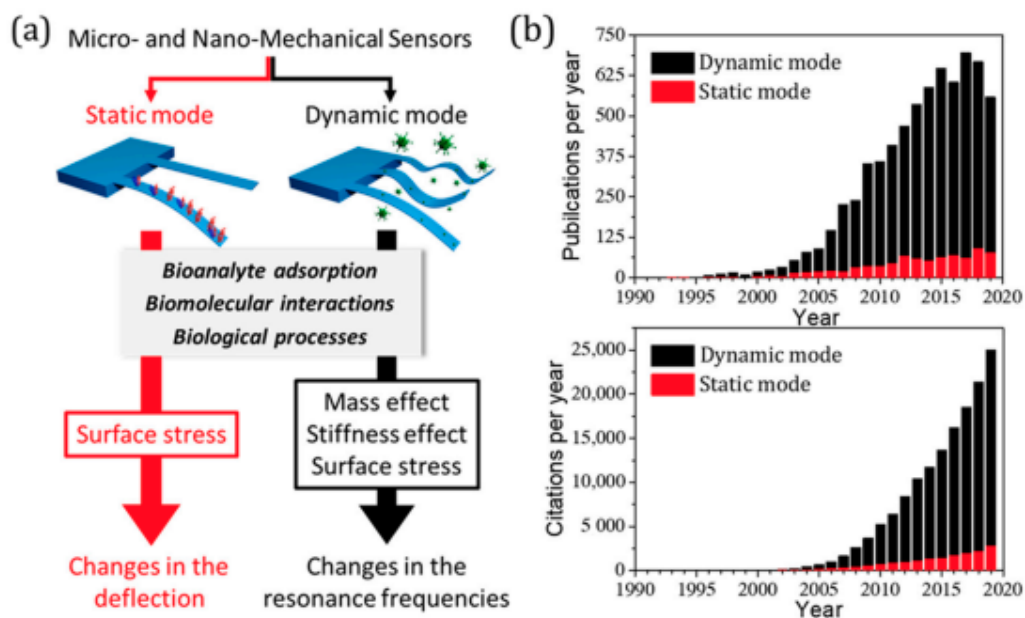 (a)
Micro- and Nano-Mechanical Sensors
Static mode
Dynamic mode
Bioanalyte adsorption
Biomolecular interactions
Biological processes
Surface stress
Mass effect
Stiffness effect
Surface stress
Changes in the
deflection
Changes in the
resonance frequencies
(b)
Dynamic mode
Static mode
Pubilcations per year
750
625
500
375
250
125
0
1990
1995
2000
2005
2010
2015
2020
Year
Dynamic mode
Static mode
Citations per year
25,000
20,000
15,000
10,000
5 000
0
1990
1995
2000
2005
2010
2015
2020
Year